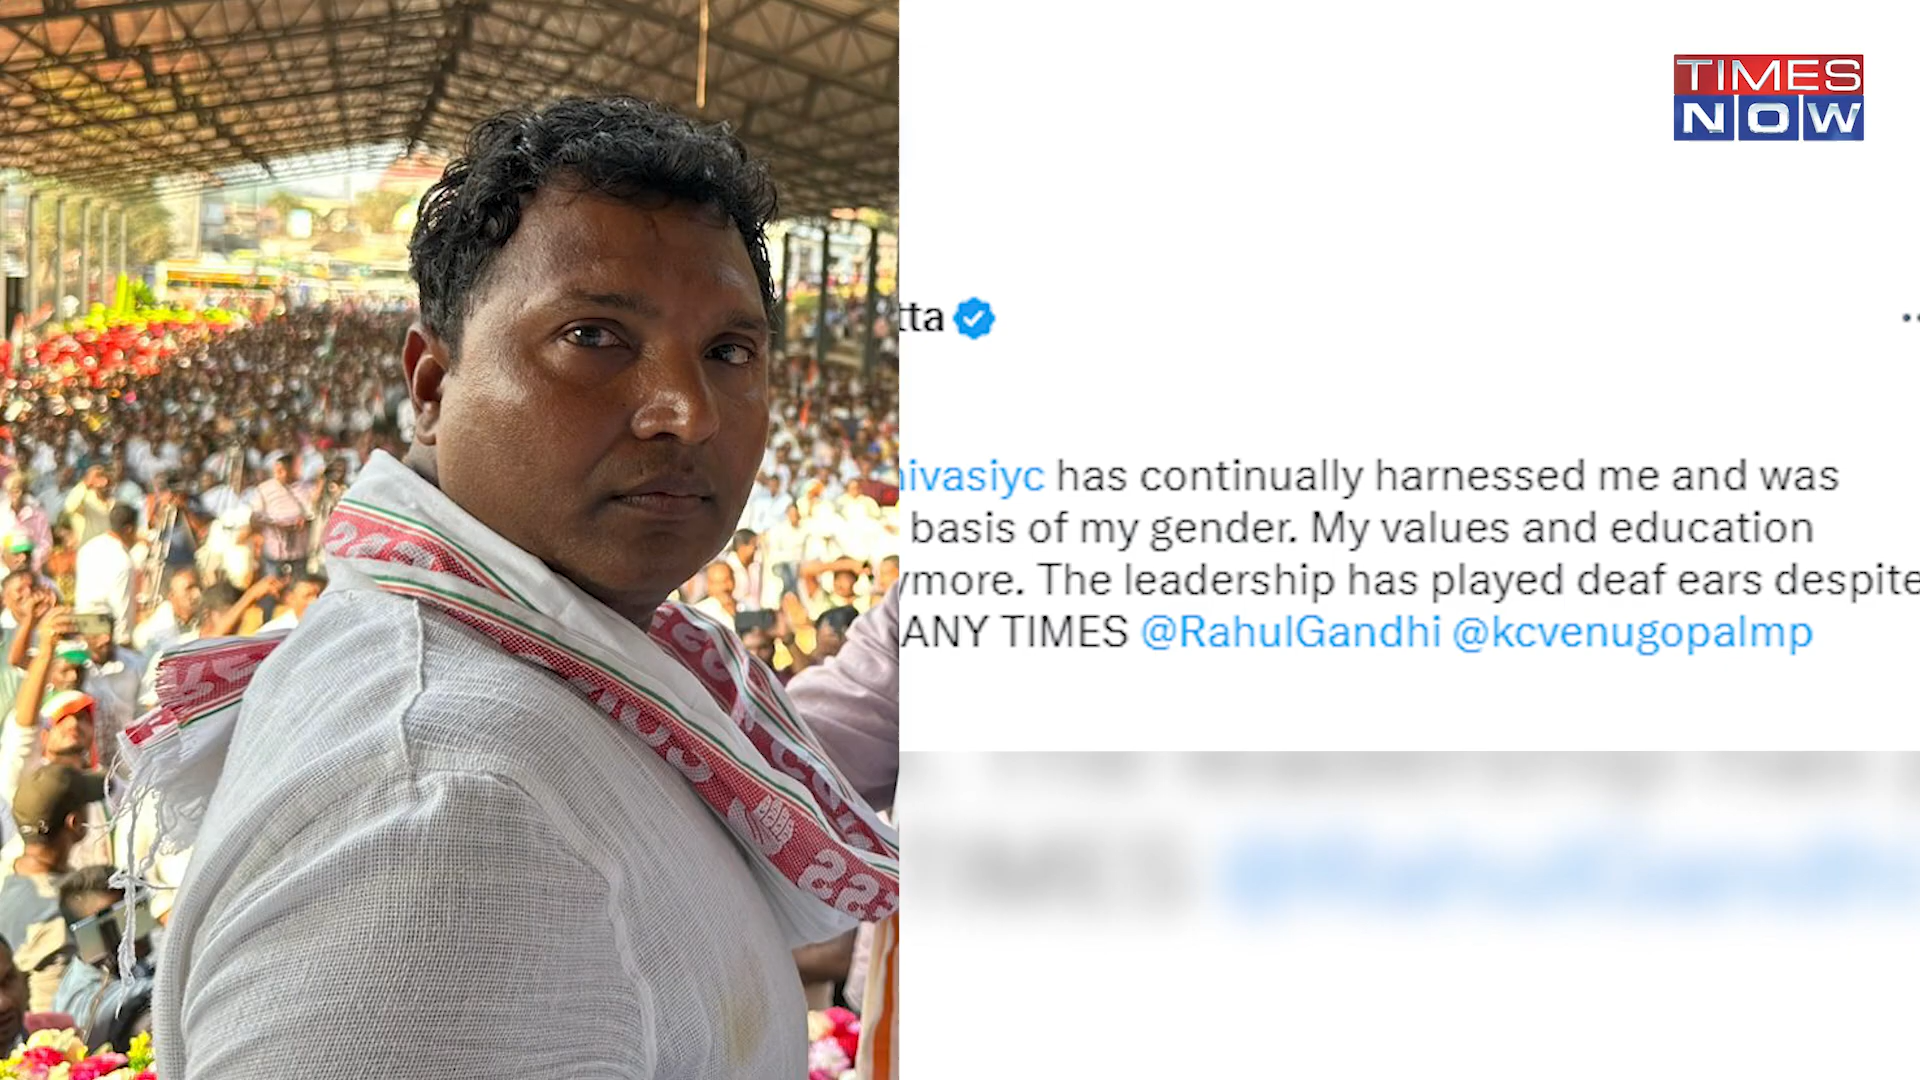 TIMES
NOW
tta
nivasiyc has continually harnessed me and was
basis of my gender. My values and education
ymore. The leadership has played deaf ears despite
ANY TIMES @RahulGandhi @kcvenugopalmp